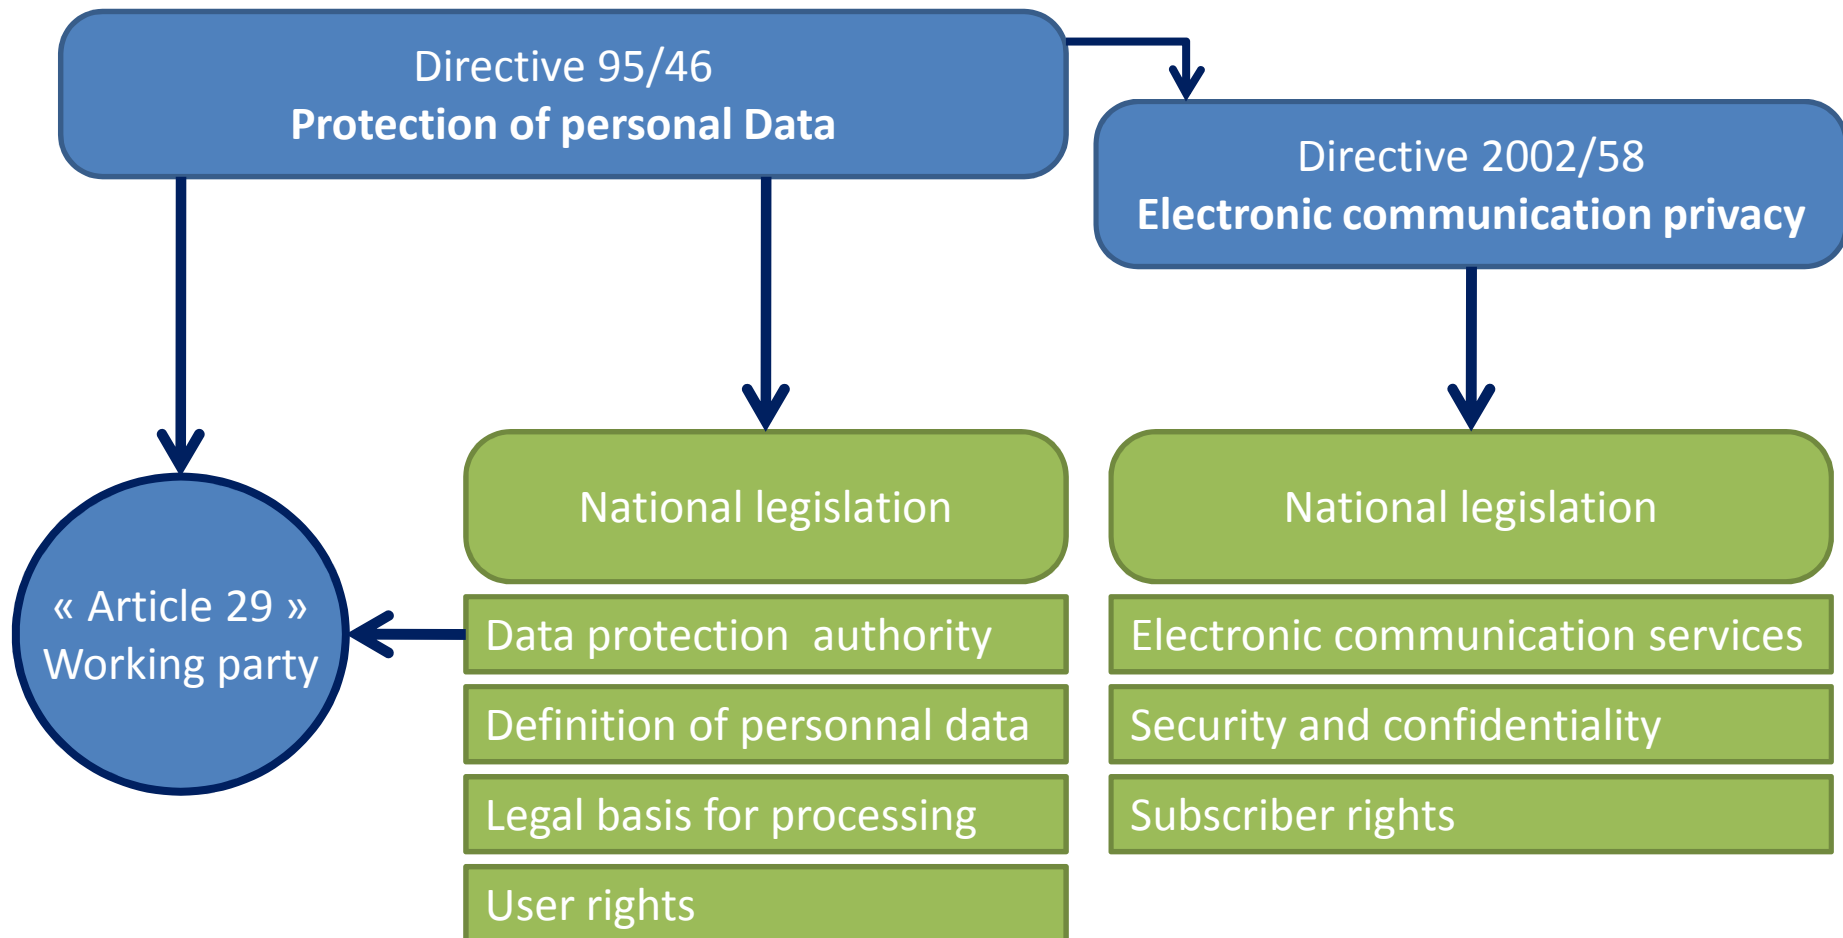 Directive 95/46
Protection of personal Data
Directive 2002/58
Electronic communication privacy
« Article 29 »
Working party
National legislation
Data protection  authority
Definition of personnal data
Legal basis for processing
User rights
National legislation
Electronic communication services
Security and confidentiality
Subscriber rights